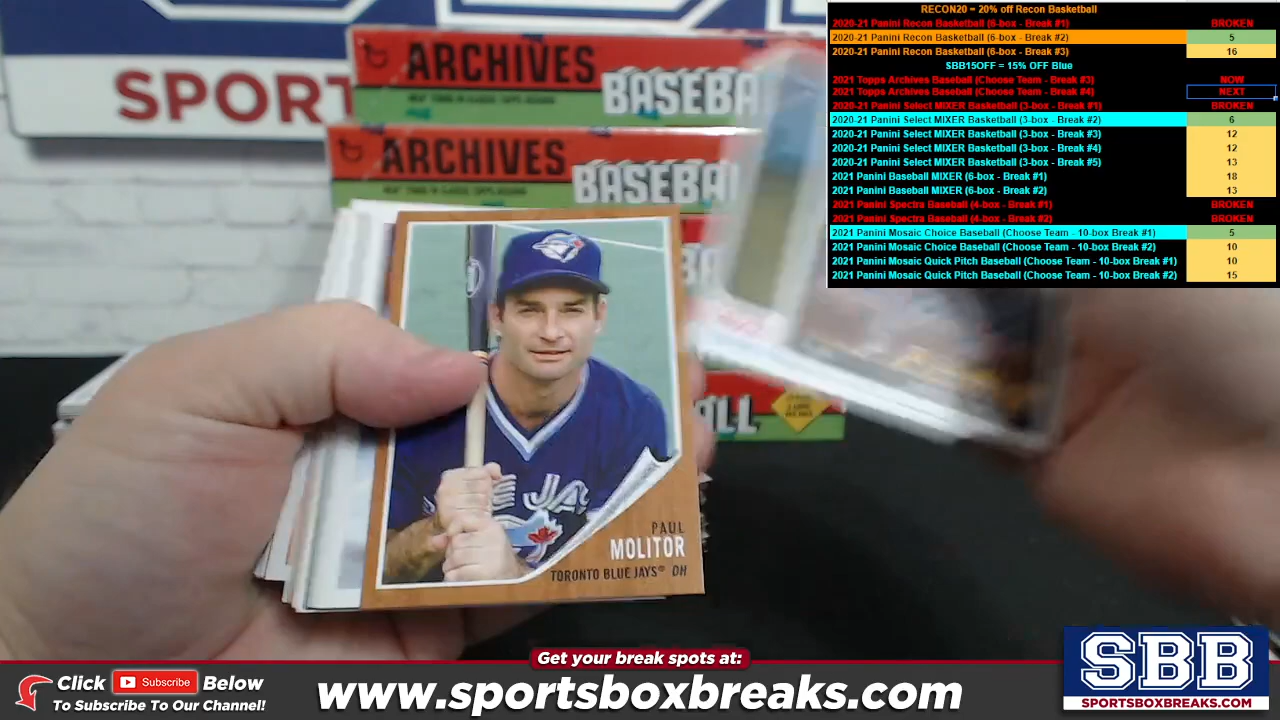 RECON20 = 20% off Recon Basketball
2020-21 Panini Recon Basketball (6-box - Break #1) BROKEN
2020-21 Panini Recon Basketball (6-box - Break #2) 5
2020-21 Panini Recon Basketball (6-box - Break #3) 16
SBB15OFF = 15% OFF Blue
2021 Topps Archives Baseball (Choose Team - Break #3) NOW
2021 Topps Archives Baseball (Choose Team - Break #4) NEXT
2020-21 Panini Select MIXER Basketball (3-box - Break #1) BROKEN
2020-21 Panini Select MIXER Basketball (3-box - Break #2) 6
2020-21 Panini Select MIXER Basketball (3-box - Break #3) 12
2020-21 Panini Select MIXER Basketball (3-box - Break #4) 12
2020-21 Panini Select MIXER Basketball (3-box - Break #5) 13
2021 Panini Baseball MIXER (6-box - Break #1) 18
2021 Panini Baseball MIXER (6-box - Break #2) 13
2021 Panini Spectra Baseball (4-box - Break #1) BROKEN
2021 Panini Spectra Baseball (4-box - Break #2) BROKEN
2021 Panini Mosaic Choice Baseball (Choose Team - 10-box Break #1) 5
2021 Panini Mosaic Choice Baseball (Choose Team - 10-box Break #2) 10
2021 Panini Mosaic Quick Pitch Baseball (Choose Team - 10-box Break #1) 10
2021 Panini Mosaic Quick Pitch Baseball (Choose Team - 10-box Break #2) 15
SPORT
ARCHIVES
BASEBA
ARCHIVES
BASEBAL
ALL
PAUL
MOLITOR
TORONTO BLUE JAYS® DH
Get your break spots at:
Click Subscribe Below
To Subscribe To Our Channel!
www.sportsboxbreaks.com
SBB
SPORTSBOXBREAKS.COM